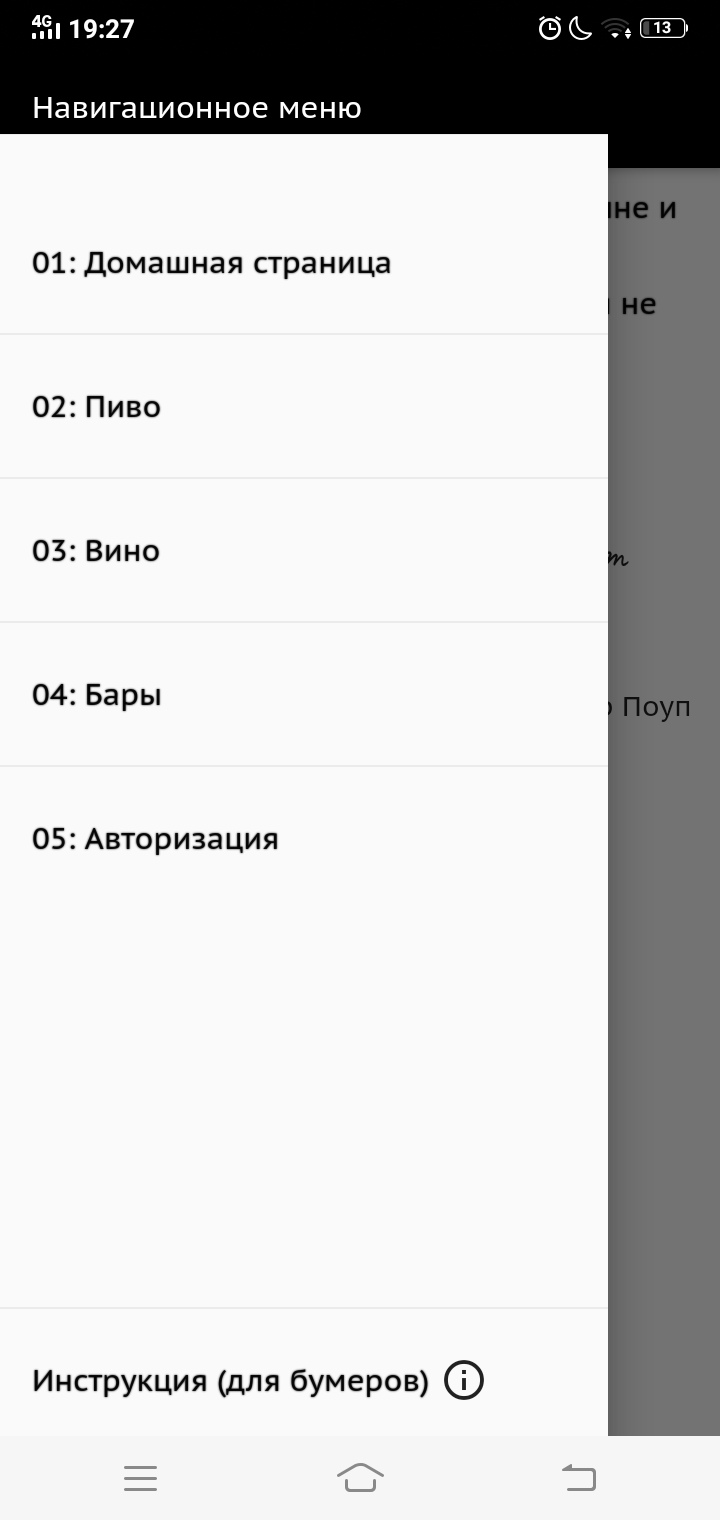 4G 19:27 13
Навигационное меню
01: Домашная страница
02: Пиво
03: Вино
04: Бары
05: Авторизация
Инструкция (для бумеров)
и
не
Поуп